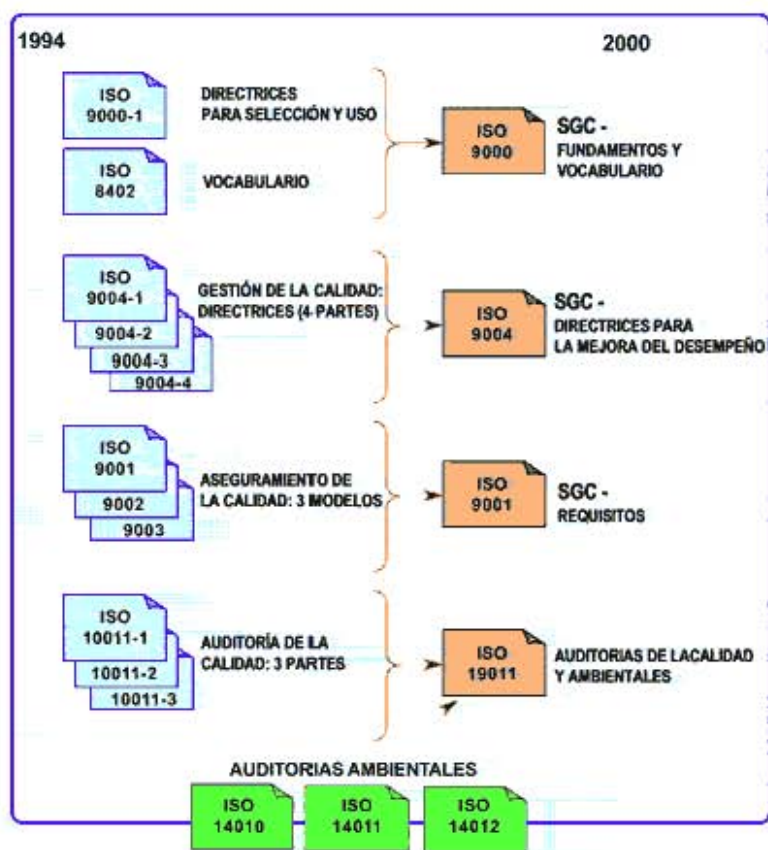 1994
2000
ISO
9000-1
DIRECTRICES
PARA SELECCIÓN Y USO
ISO
8402
VOCABULARIO
ISO
9000
SGC -
FUNDAMENTOS Y
VOCABULARIO
ISO
9004-1
9004-2
9004-3
9004-4
GESTIÓN DE LA CALIDAD:
DIRECTRICES (4 PARTES)
ISO
9004
SGC -
DIRECTRICES PARA
LA MEJORA DEL DESEMPEÑO
ISO
9001
9002
9003
ASEGURAMIENTO DE
LA CALIDAD: 3 MODELOS
ISO
9001
SGC -
REQUISITOS
ISO
10011-1
10011-2
10011-3
AUDITORÍA DE LA
CALIDAD: 3 PARTES
ISO
19011
AUDITORIAS DE LACALIDAD
Y AMBIENTALES
AUDITORIAS AMBIENTALES
ISO
14010
ISO
14011
ISO
14012